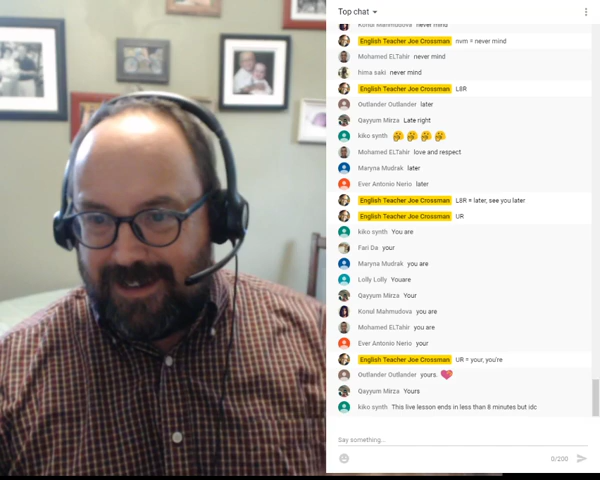 Top chat
Konul Mahmudova never mind
English Teacher Joe Crossman nvm = never mind
Mohamed ELTahir never mind
hima saki never mind
English Teacher Joe Crossman L8R
Outlander Outlander later
Qayyum Mirza Late right
kiko synth
Mohamed ELTahir love and respect
Maryna Mudrak later
Ever Antonio Nerio later
English Teacher Joe Crossman L8R = later, see you later
English Teacher Joe Crossman UR
kiko synth You are
Fari Da your
Maryna Mudrak you are
Lolly Lolly Youare
Qayyum Mirza Your
Konul Mahmudova you are
Mohamed ELTahir you are
Ever Antonio Nerio your
English Teacher Joe Crossman UR = your, you're
Outlander Outlander yours.
Qayyum Mirza Yours
kiko synth This live lesson ends in less than 8 minutes but idc
Say something...
0/200